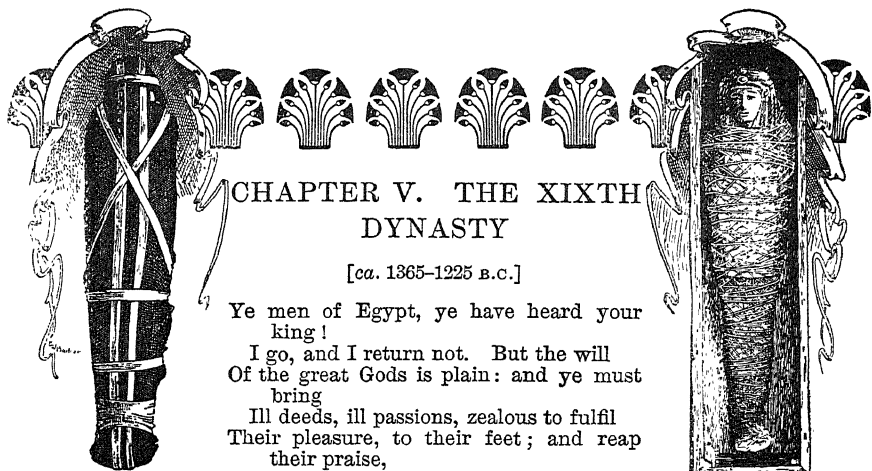 CHAPTER V. THE XIXTH
DYNASTY
[ca. 1365–1225 B.C.]
Ye men of Egypt, ye have heard your
king!
I go, and I return not. But the will
Of the great Gods is plain: and ye must
bring
Ill deeds, ill passions, zealous to fulfil
Their pleasure, to their feet; and reap
their praise,